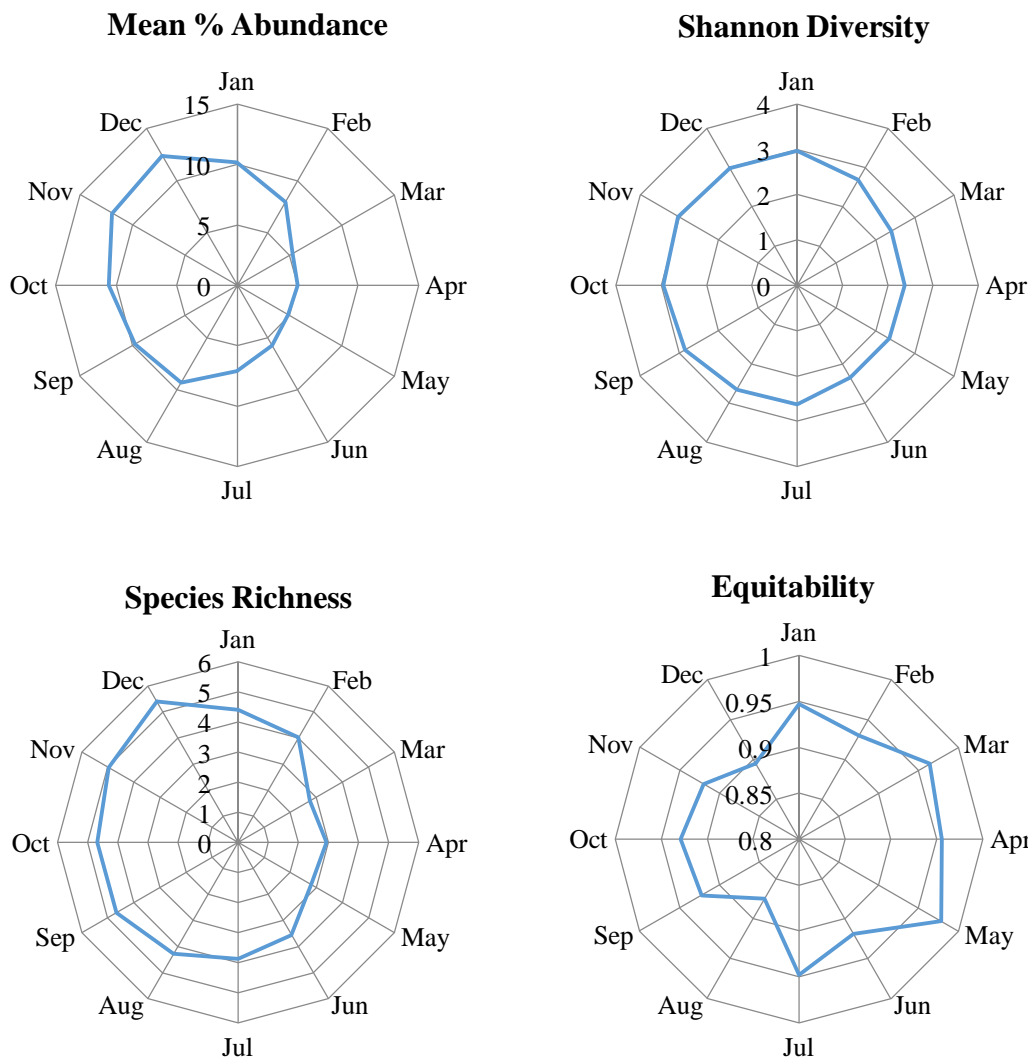 Mean % Abundance
Jan
Feb
Mar
Apr
May
Jun
Jul
Aug
Sep
Oct
Nov
Dec
15
10
5
0
Shannon Diversity
Jan
Feb
Mar
Apr
May
Jun
Jul
Aug
Sep
Oct
Nov
Dec
4
3
2
1
0
Species Richness
Jan
Feb
Mar
Apr
May
Jun
Jul
Aug
Sep
Oct
Nov
Dec
6
5
4
3
2
1
0
Equitability
Jan
Feb
Mar
Apr
May
Jun
Jul
Aug
Sep
Oct
Nov
Dec
1
0.95
0.9
0.85
0.8